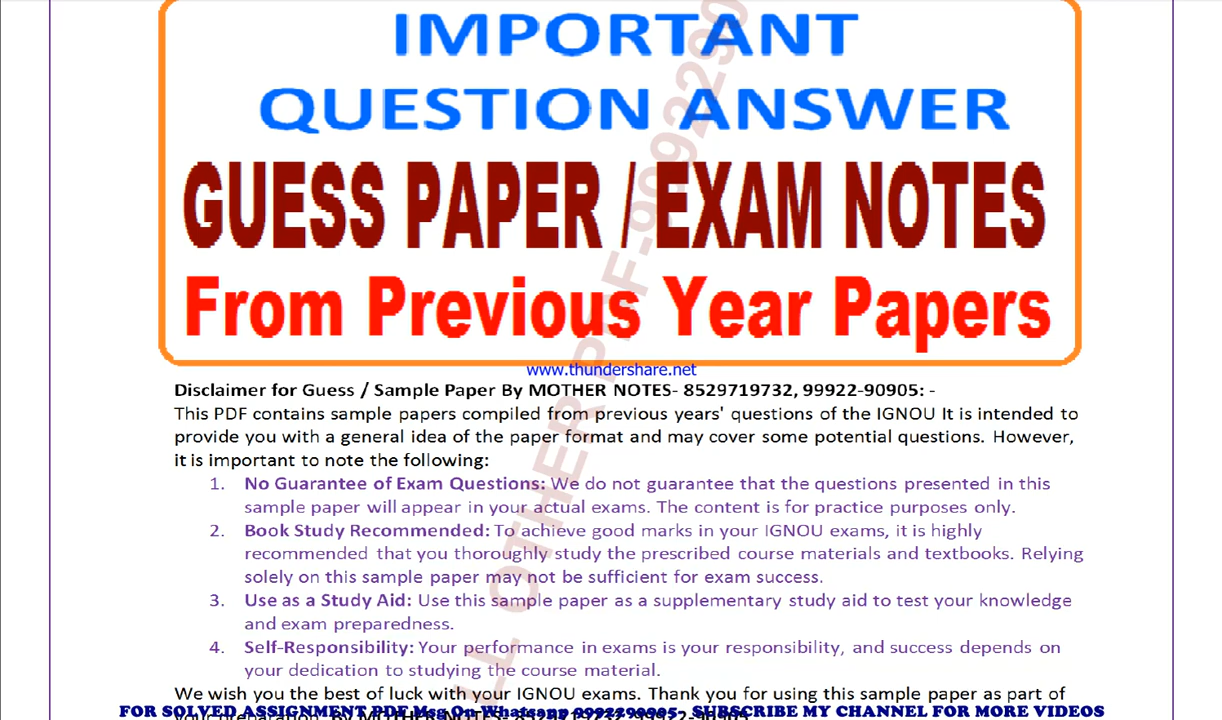 IMPORTANT
QUESTION ANSWER
GUESS PAPER / EXAM NOTES
From Previous Year Papers
www.thundershare.net
Disclaimer for Guess / Sample Paper By MOTHER NOTES- 8529719732, 99922-90905: -
This PDF contains sample papers compiled from previous years' questions of the IGNOU It is intended to
provide you with a general idea of the paper format and may cover some potential questions. However,
it is important to note the following:
1. No Guarantee of Exam Questions: We do not guarantee that the questions presented in this
sample paper will appear in your actual exams. The content is for practice purposes only.
2. Book Study Recommended: To achieve good marks in your IGNOU exams, it is highly
recommended that you thoroughly study the prescribed course materials and textbooks. Relying
solely on this sample paper may not be sufficient for exam success.
3. Use as a Study Aid: Use this sample paper as a supplementary study aid to test your knowledge
and exam preparedness.
4. Self-Responsibility: Your performance in exams is your responsibility, and success depends on
your dedication to studying the course material.
We wish you the best of luck with your IGNOU exams. Thank you for using this sample paper as part of
FOR SOLVED ASSIGNMENT PDF Msg On Whatsapp 9992290905- SUBSCRIBE MY CHANNEL FOR MORE VIDEOS